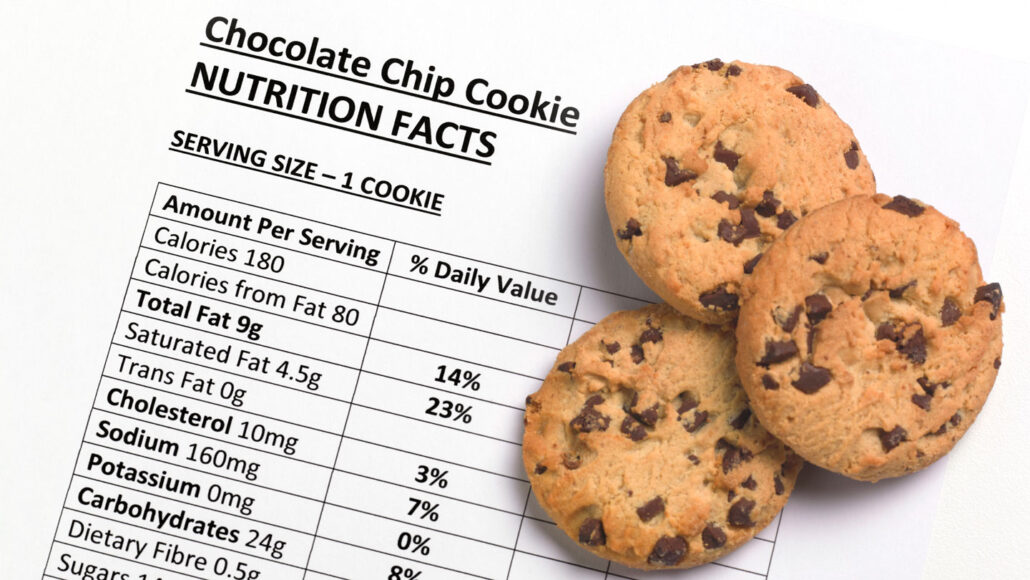 Chocolate Chip Cookie
NUTRITION FACTS
SERVING SIZE – 1 COOKIE
Amount Per Serving % Daily Value
Calories 180
Calories from Fat 80
Total Fat 9g 14%
Saturated Fat 4.5g 23%
Trans Fat 0g
Cholesterol 10mg 3%
Sodium 160mg 7%
Potassium 0mg 0%
Carbohydrates 24g 8%
Dietary Fibre 0.5g
Sugars